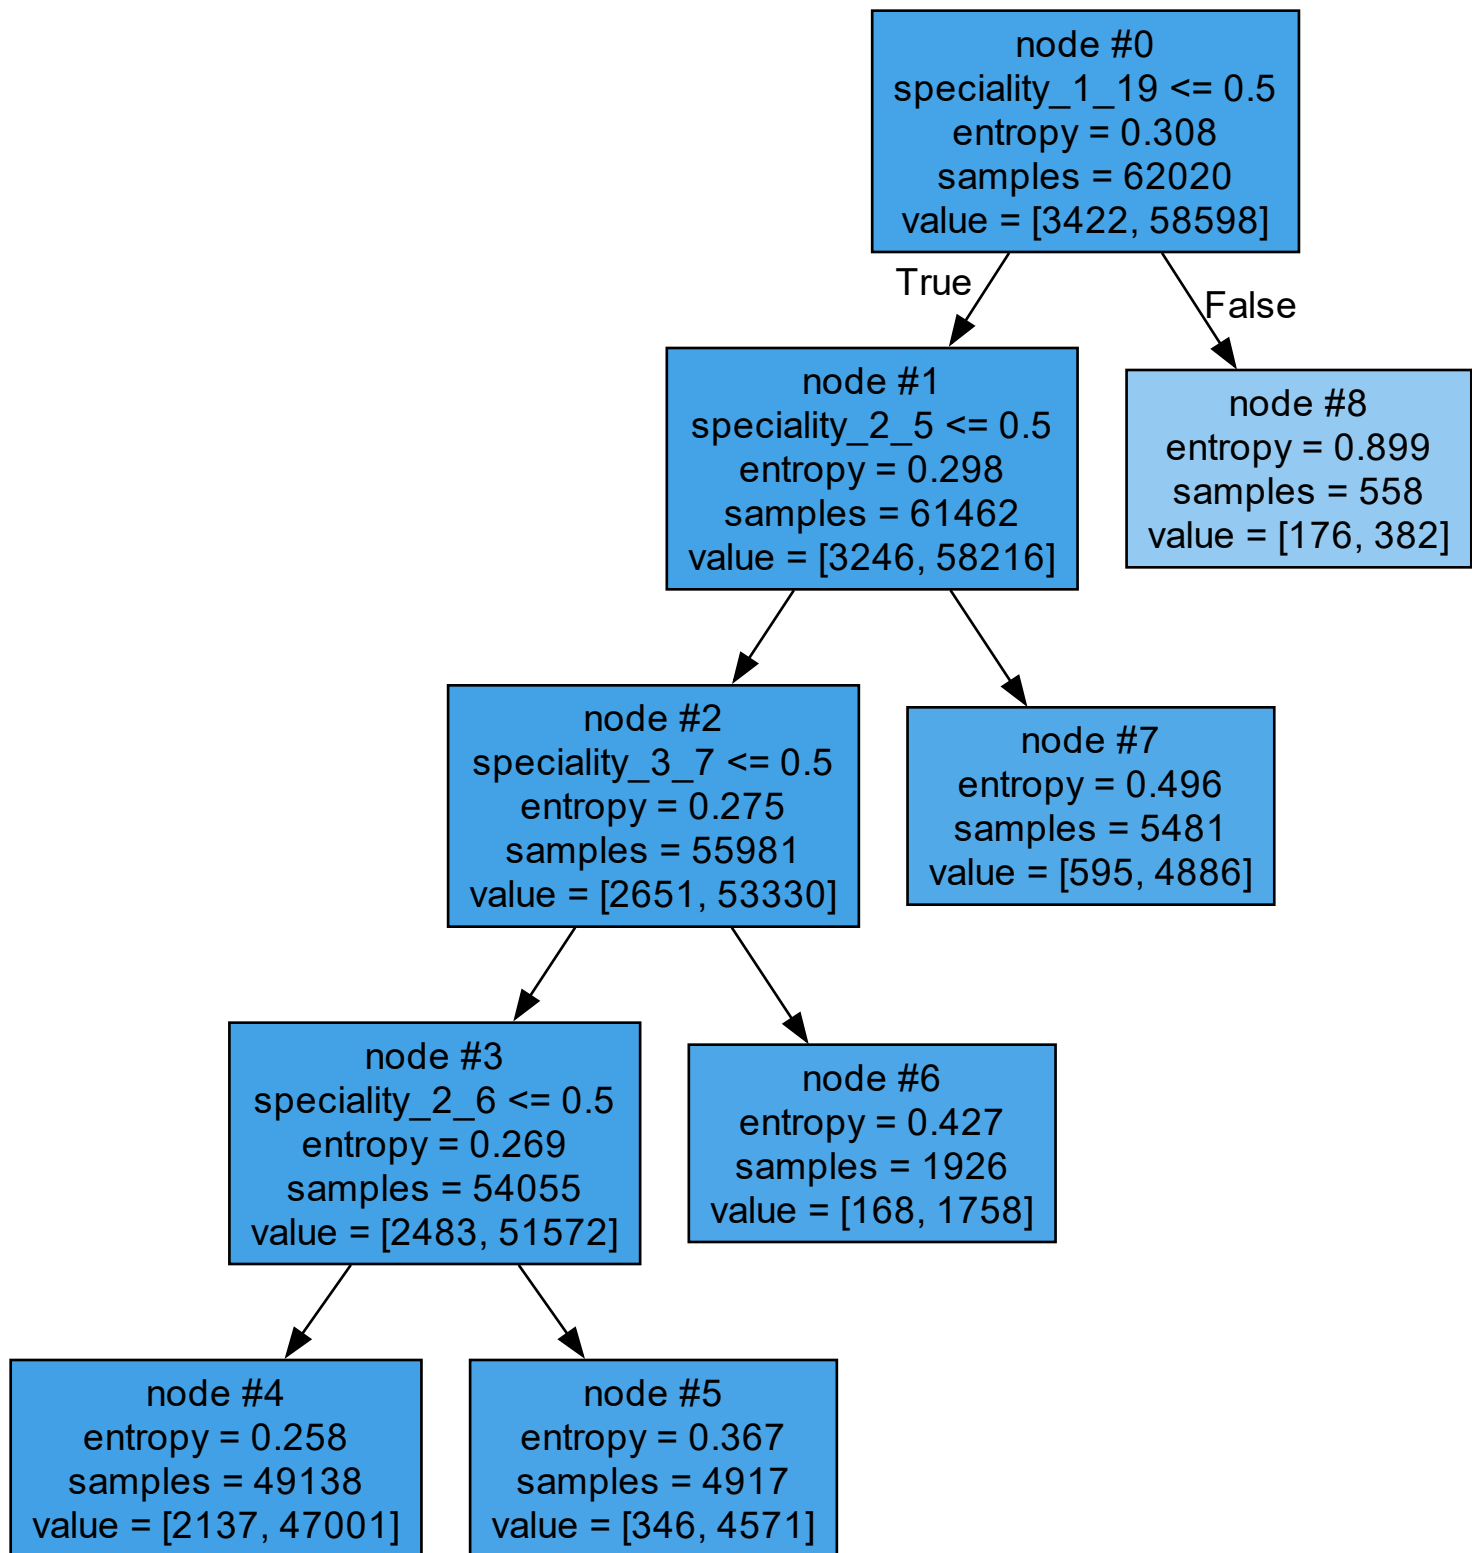 node #0
speciality_1_19 <= 0.5
entropy = 0.308
samples = 62020
value = [3422, 58598]
True
False
node #1
speciality_2_5 <= 0.5
entropy = 0.298
samples = 61462
value = [3246, 58216]
node #8
entropy = 0.899
samples = 558
value = [176, 382]
node #2
speciality_3_7 <= 0.5
entropy = 0.275
samples = 55981
value = [2651, 53330]
node #7
entropy = 0.496
samples = 5481
value = [595, 4886]
node #3
speciality_2_6 <= 0.5
entropy = 0.269
samples = 54055
value = [2483, 51572]
node #6
entropy = 0.427
samples = 1926
value = [168, 1758]
node #4
entropy = 0.258
samples = 49138
value = [2137, 47001]
node #5
entropy = 0.367
samples = 4917
value = [346, 4571]